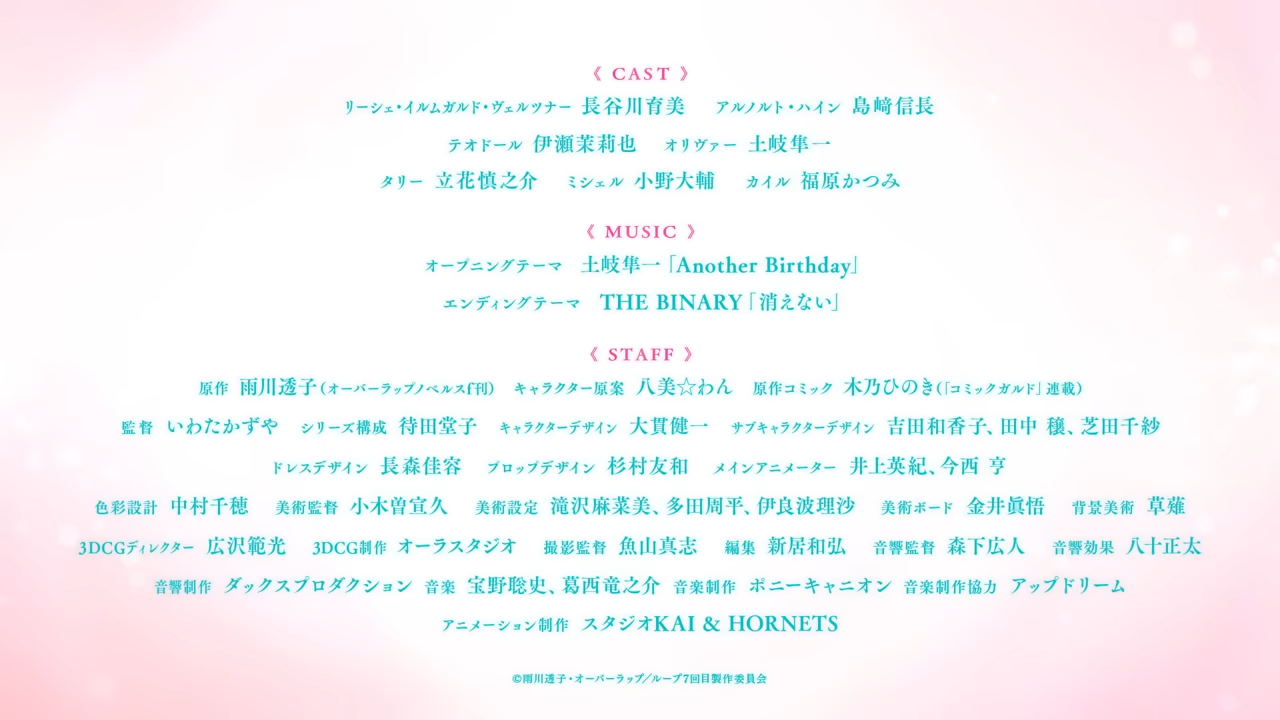 《 CAST 》
リーシェ・イルムガルド・ヴェルツナー 長谷川育美 アルノルト・ハイン 島﨑信長
テオドール 伊瀬茉莉也 オリヴァー 土岐隼一
タリー 立花慎之介 ミシェル 小野大輔 カイル 福原かつみ
《 MUSIC 》
オープニングテーマ 土岐隼一「Another Birthday」
エンディングテーマ THE BINARY「消えない」
《 STAFF 》
原作 雨川透子(オーバーラップノベルスf刊) キャラクター原案 八美☆わん 原作コミック 木乃ひのき(「コミックガルド」連載)
監督 いわたかずや シリーズ構成 待田堂子 キャラクターデザイン 大貫健一 サブキャラクターデザイン 吉田和香子、田中 穣、芝田千紗
ドレスデザイン 長森佳容 プロップデザイン 杉村友和 メインアニメーター 井上英紀、今西 亨
色彩設計 中村千穂 美術監督 小木曽宣久 美術設定 滝沢麻菜美、多田周平、伊良波理沙 美術ボード 金井眞悟 背景美術 草薙
3DCGディレクター 広沢範光 3DCG制作 オーラスタジオ 撮影監督 魚山真志 編集 新居和弘 音響監督 森下広人 音響効果 八十正太
音響制作 ダックスプロダクション 音楽 宝野聡史、葛西竜之介 音楽制作 ポニーキャニオン 音楽制作協力 アップドリーム
アニメーション制作 スタジオKAI & HORNETS
©雨川透子・オーバーラップ/ループ7回目製作委員会